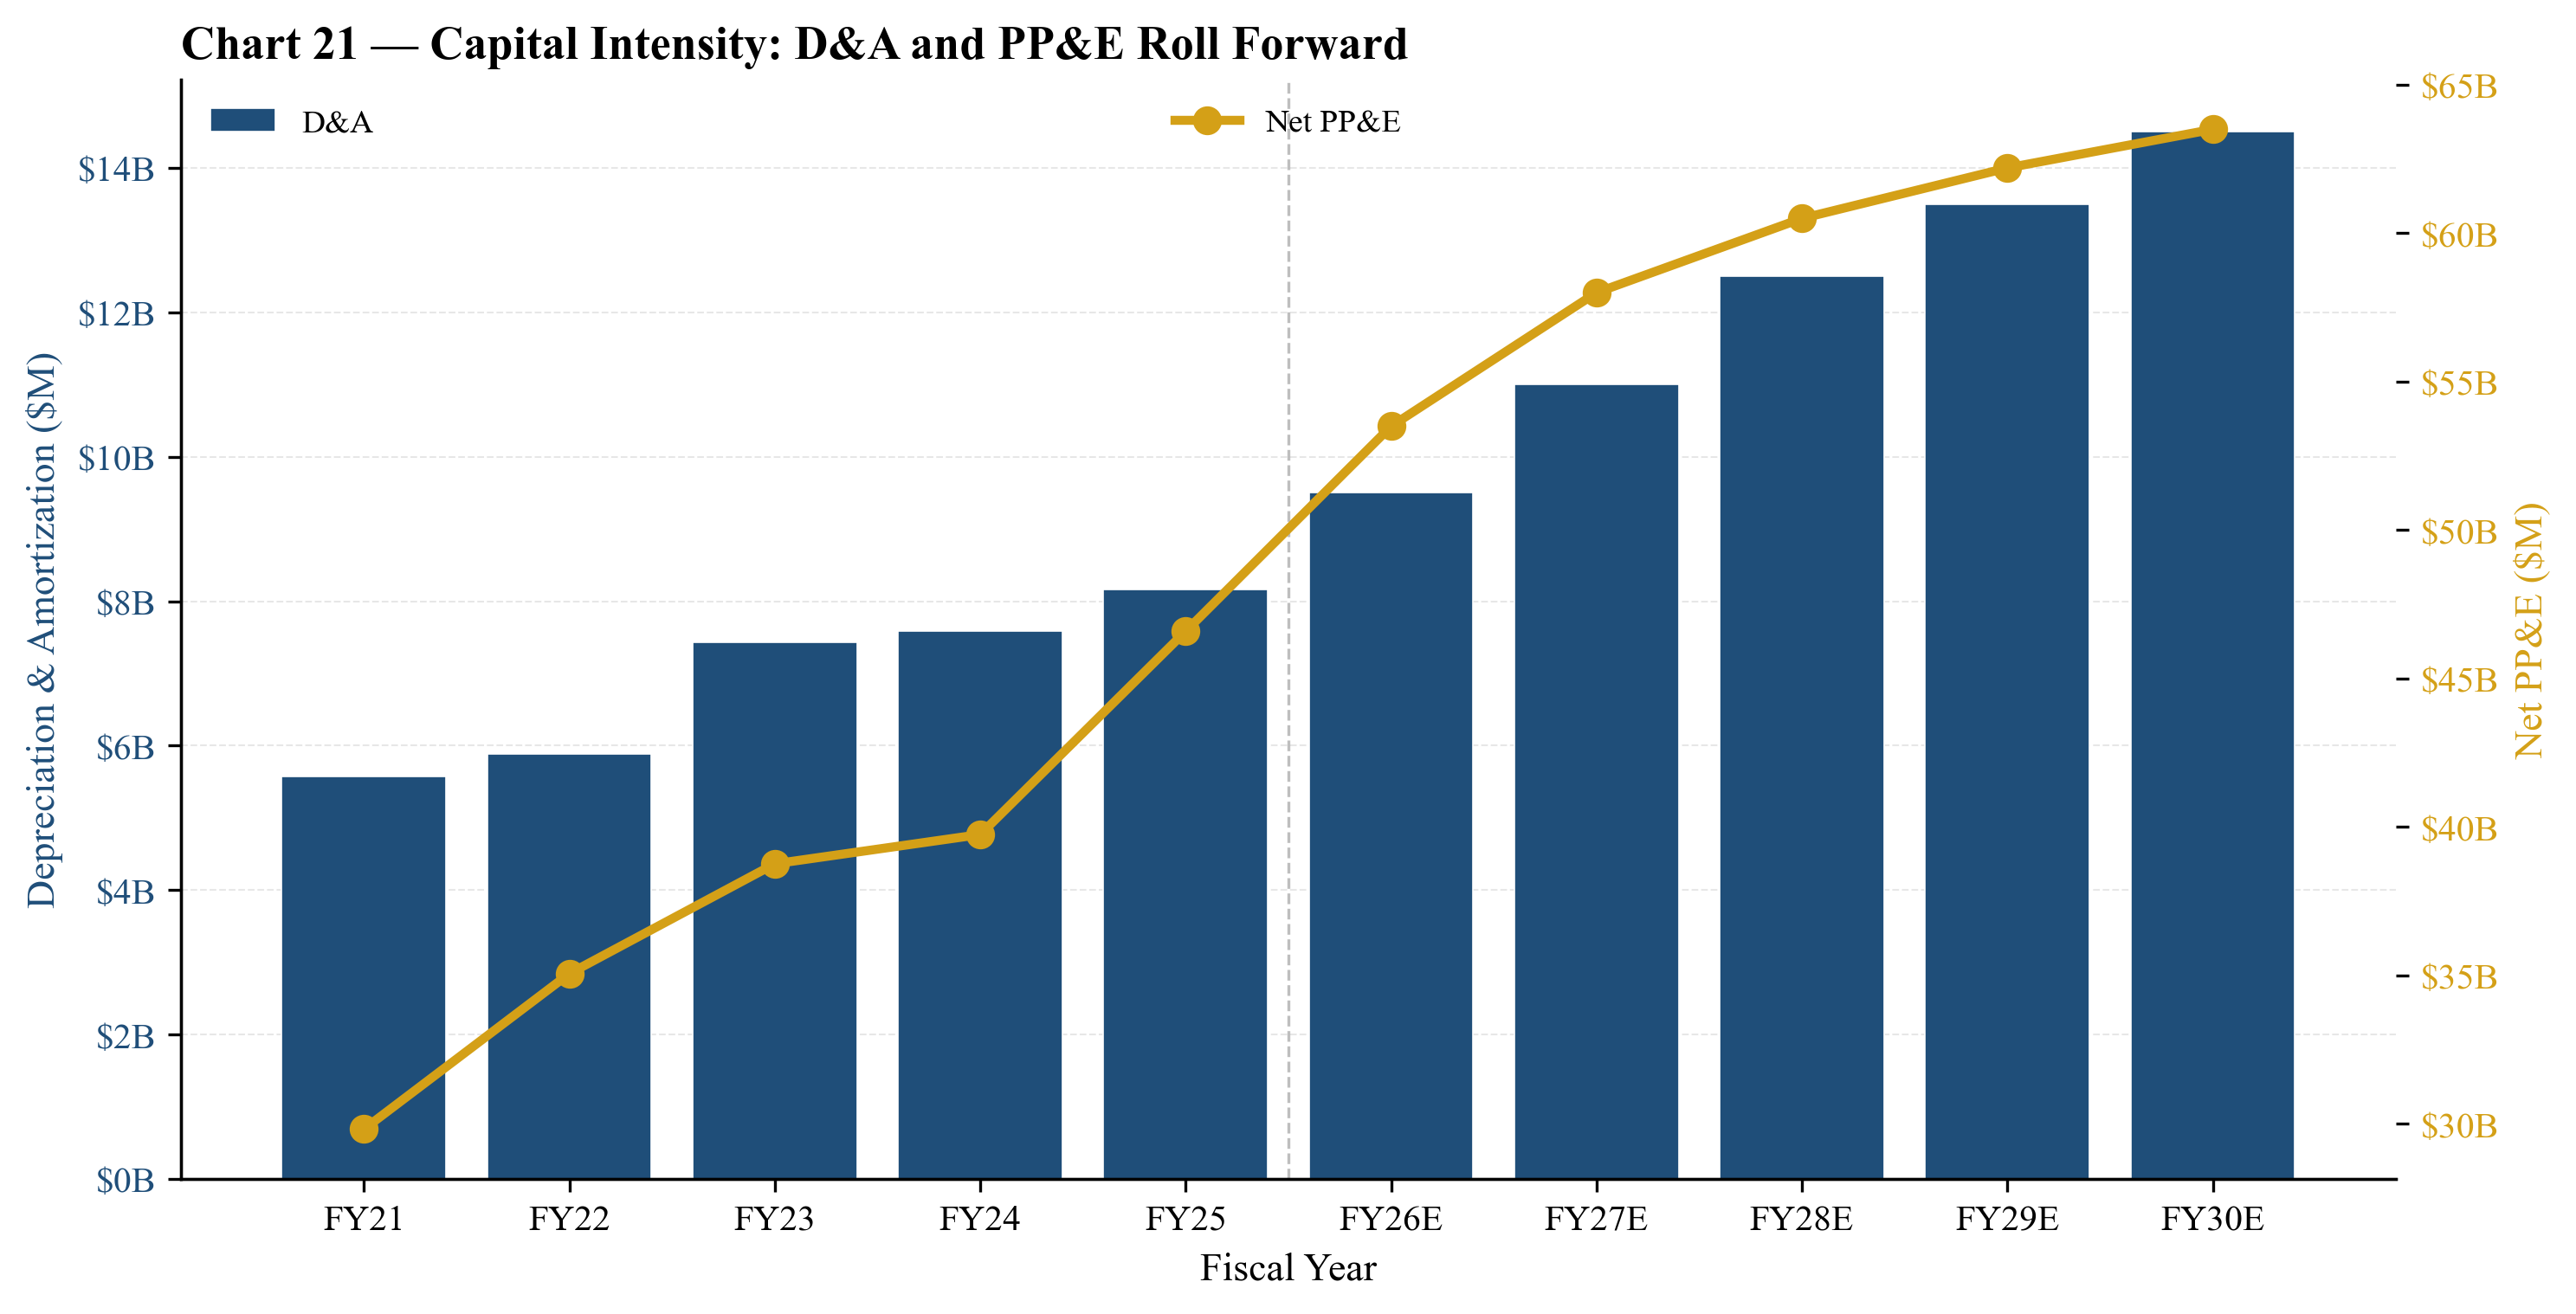 Chart 21 — Capital Intensity: D&A and PP&E Roll Forward
D&A
Net PP&E
Depreciation & Amortization ($M)
$14B
$12B
$10B
$8B
$6B
$4B
$2B
$0B
$65B
$60B
$55B
$50B
$45B
$40B
$35B
$30B
Net PP&E ($M)
FY21 FY22 FY23 FY24 FY25 FY26E FY27E FY28E FY29E FY30E
Fiscal Year